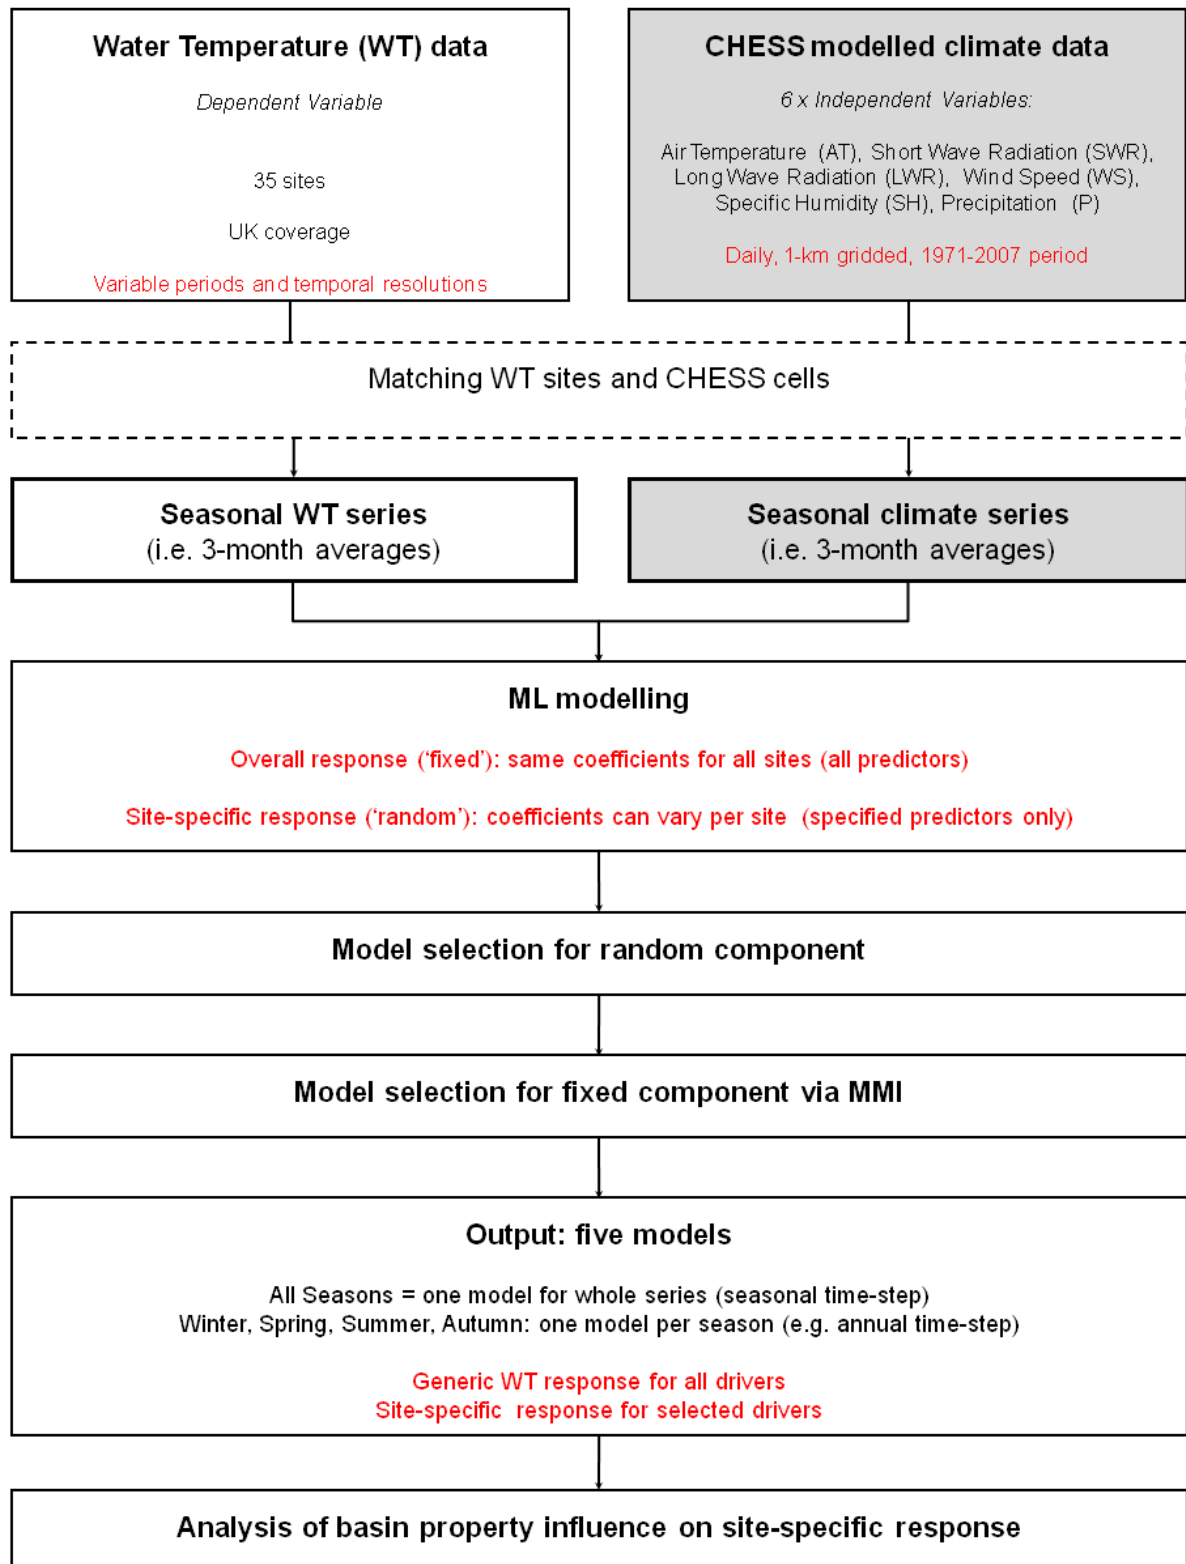 Water Temperature (WT) data
Dependent Variable
35 sites
UK coverage
Variable periods and temporal resolutions
CHESS modelled climate data
6 x Independent Variables:
Air Temperature (AT), Short Wave Radiation (SWR),
Long Wave Radiation (LWR), Wind Speed (WS),
Specific Humidity (SH), Precipitation (P)
Daily, 1-km gridded, 1971-2007 period
Matching WT sites and CHESS cells
Seasonal WT series
(i.e. 3-month averages)
Seasonal climate series
(i.e. 3-month averages)
ML modelling
Overall response (‘fixed’): same coefficients for all sites (all predictors)
Site-specific response (‘random’): coefficients can vary per site (specified predictors only)
Model selection for random component
Model selection for fixed component via MMI
Output: five models
All Seasons = one model for whole series (seasonal time-step)
Winter, Spring, Summer, Autumn: one model per season (e.g. annual time-step)
Generic WT response for all drivers
Site-specific response for selected drivers
Analysis of basin property influence on site-specific response